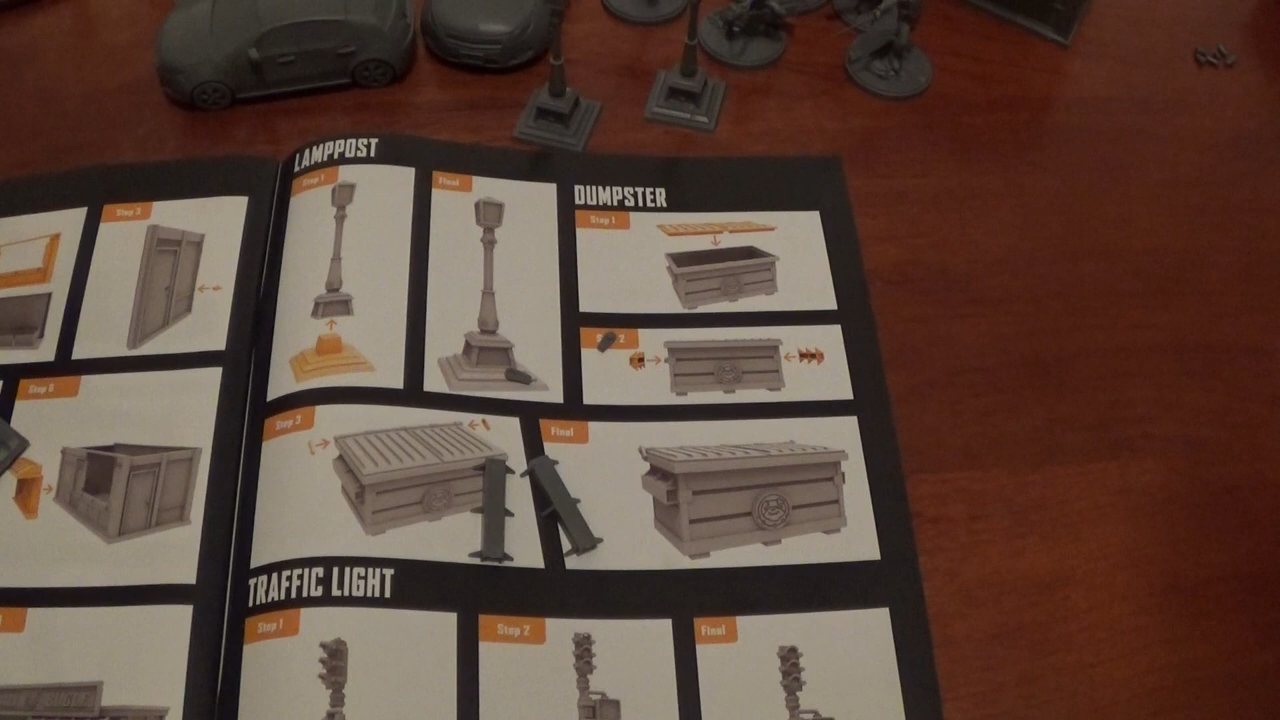 LAMPPOST
Step 1
Final
DUMPSTER
Step 1
2
Step 3
Final
TRAFFIC LIGHT
Step 1
Step 2
Final
Step 3